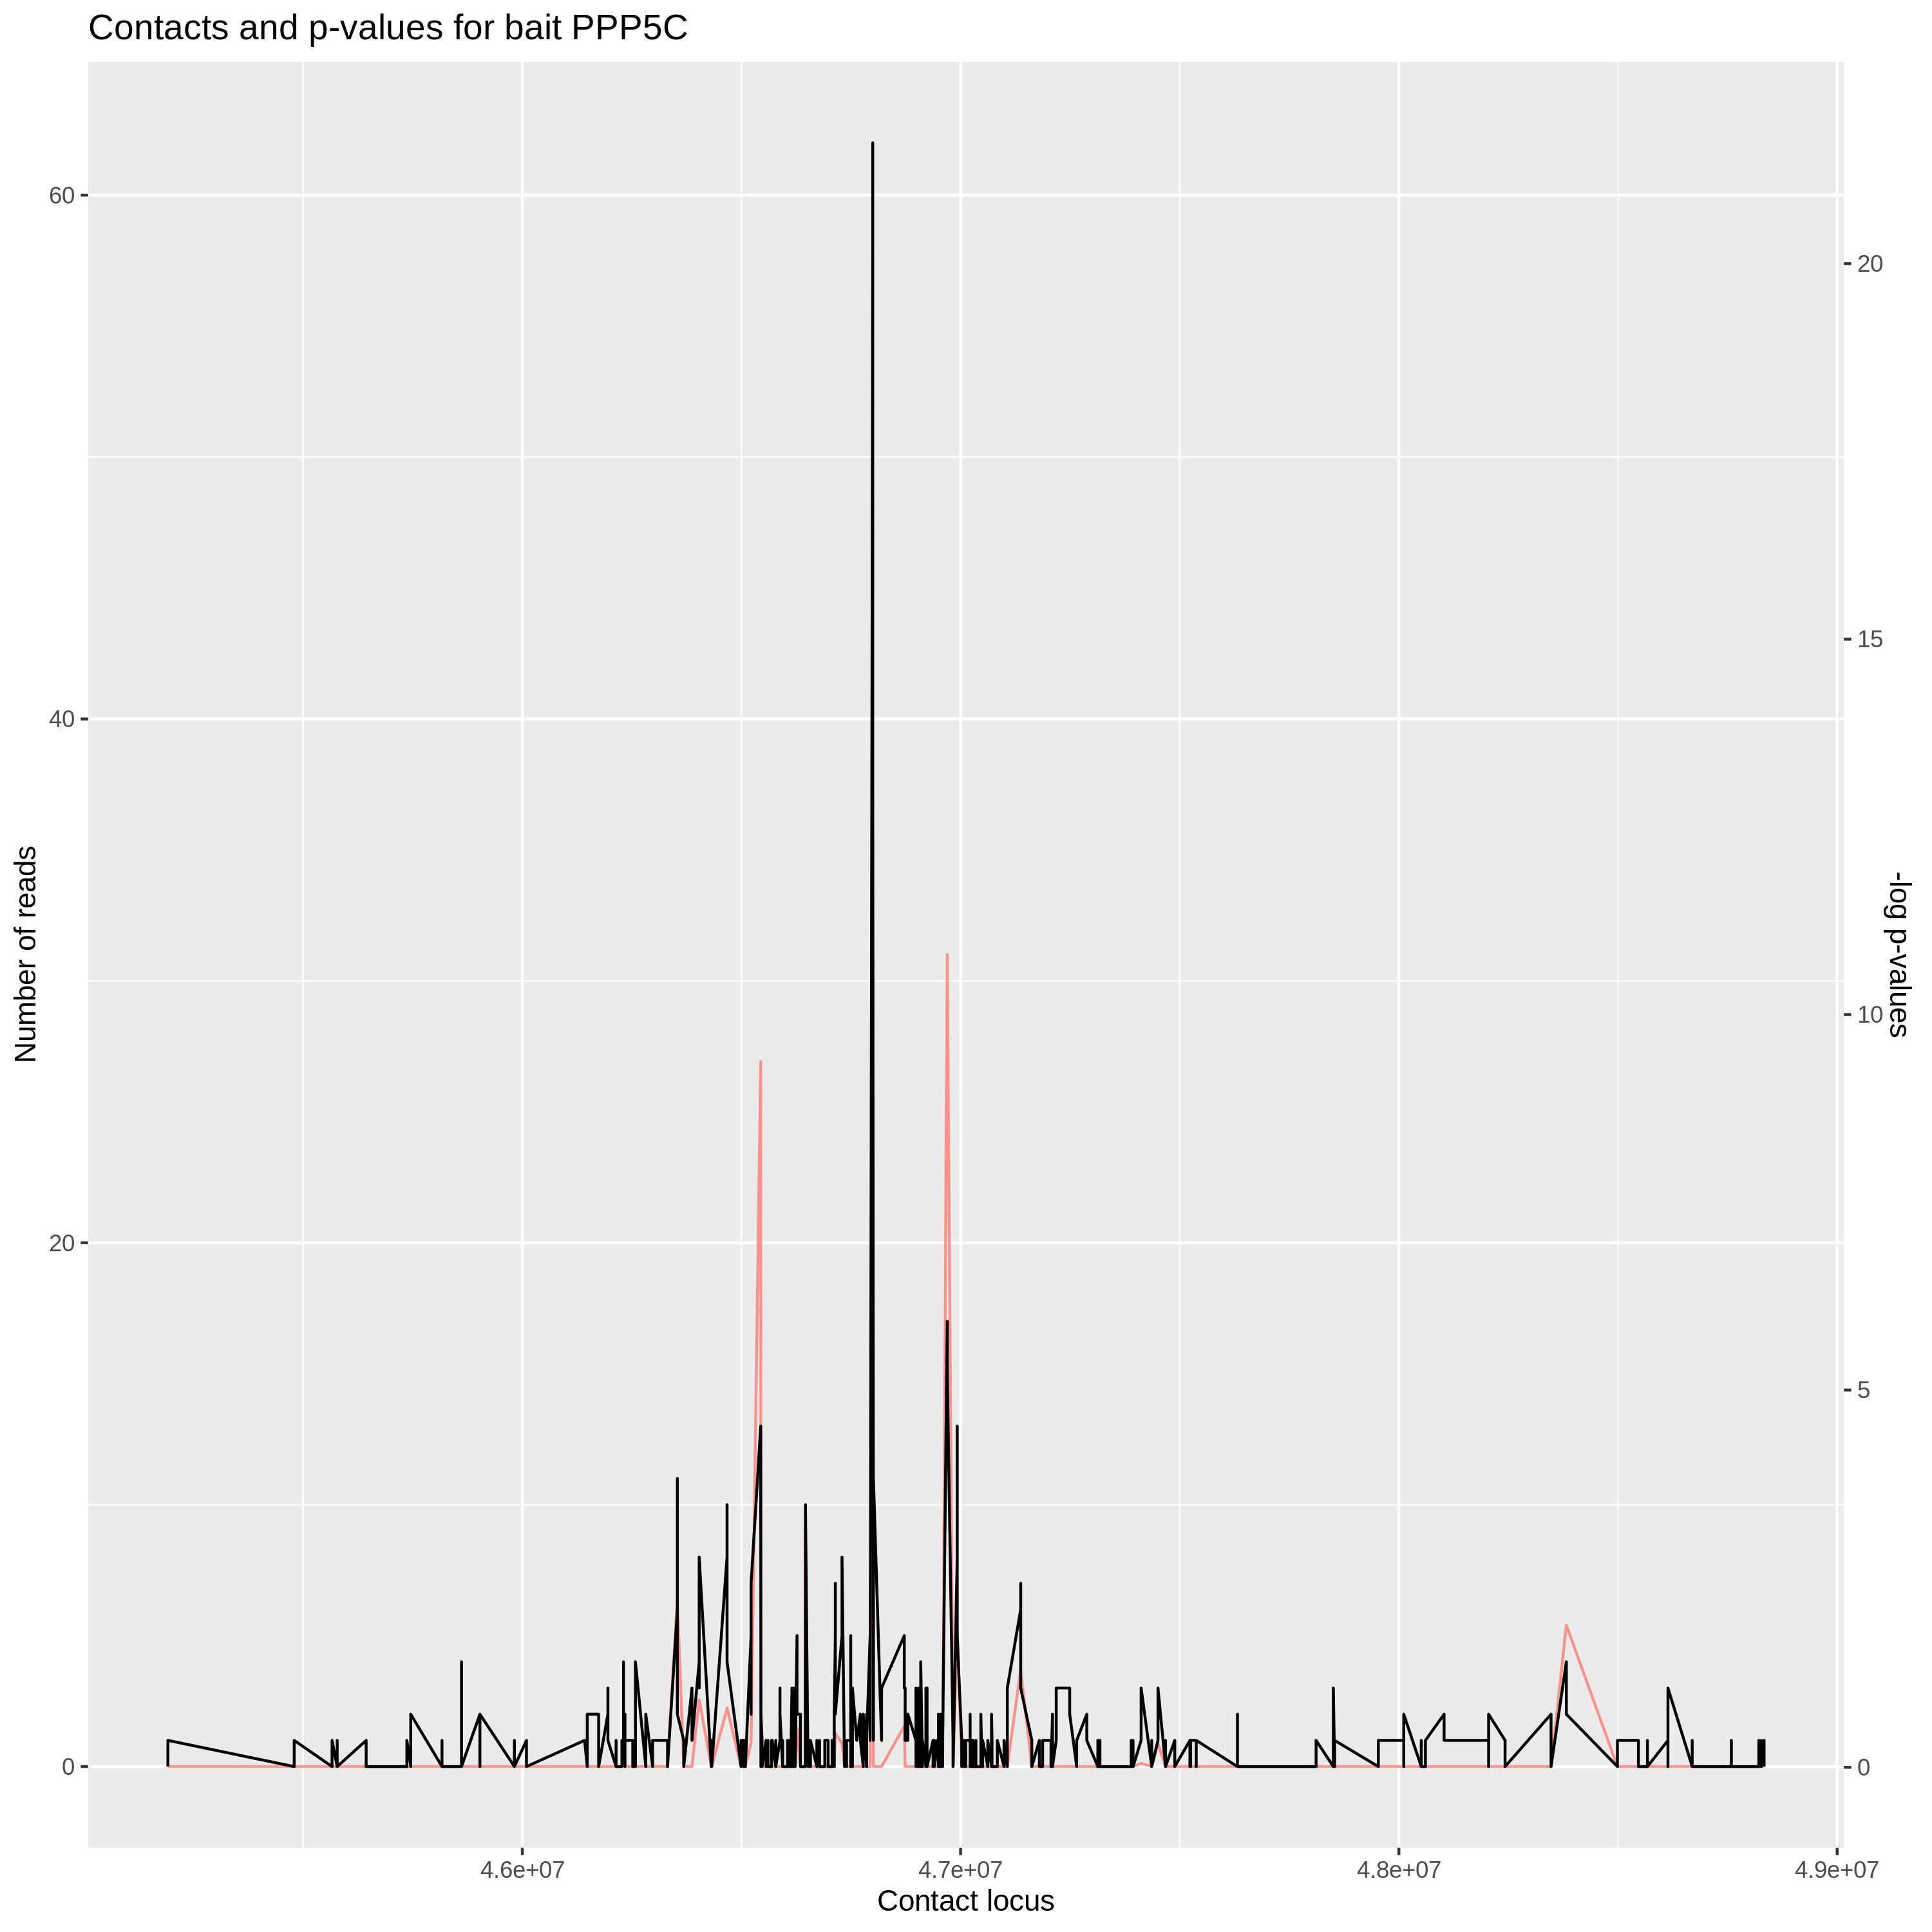 Contacts and p-values for bait PPP5C
60
40
20
0
Number of reads
20
15
10
5
0
-log p-values
4.6e+07
4.7e+07
4.8e+07
4.9e+07
Contact locus